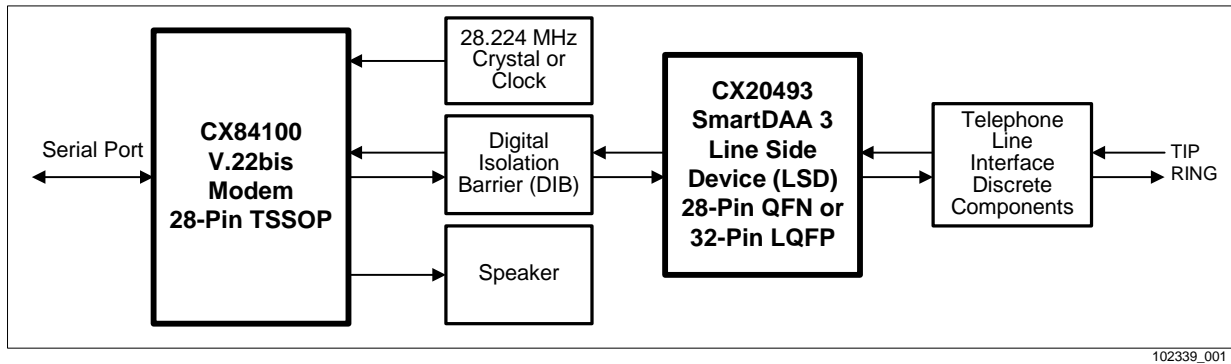 Serial Port
CX84100
V.22bis
Modem
28-Pin TSSOP
28.224 MHz
Crystal or
Clock
Digital
Isolation
Barrier (DIB)
Speaker
CX20493
SmartDAA 3
Line Side
Device (LSD)
28-Pin QFN or
32-Pin LQFP
Telephone
Line
Interface
Discrete
Components
TIP
RING
102339_001